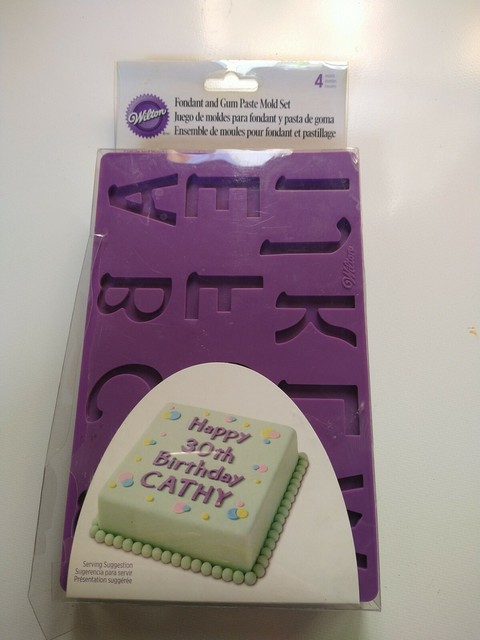 4
Wilton
Fondant and Gum Paste Mold Set
Juego de moldes para fondant y pasta de goma
Ensemble de moules pour fondant et pastillage
A E I
J
Wilton
B E K
C
Happy
30th
Birthday
CATHY
Serving Suggestion
Sugerencia para servir
Présentation suggérée